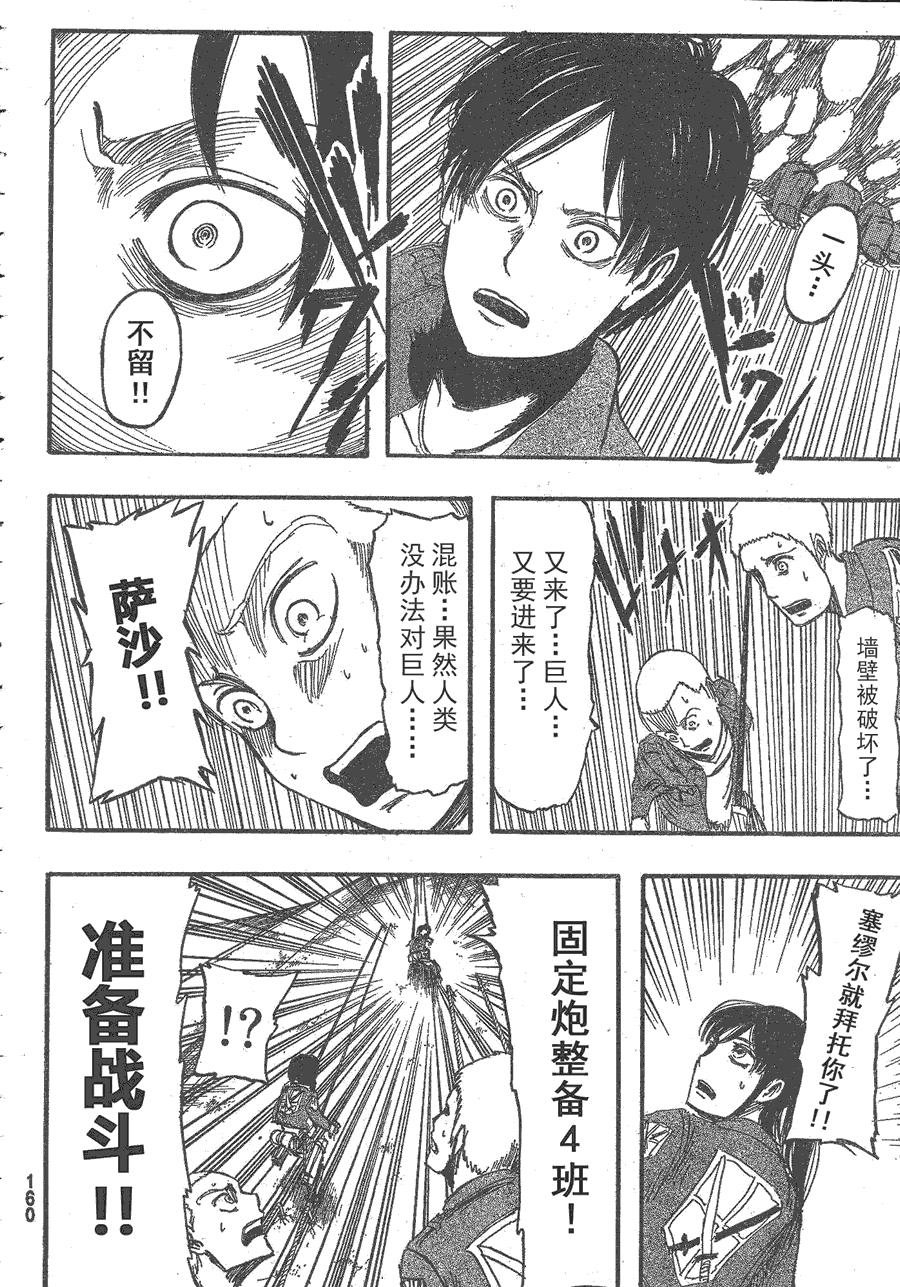 一头…
不
留!!
墙壁被破坏了…
又来了…巨人…
又要进来了…
混账…果然人类
没办法对巨人……
萨沙!!
塞缪尔就拜托你了!!
固定炮整备4班!
!?
准备战斗!!
160